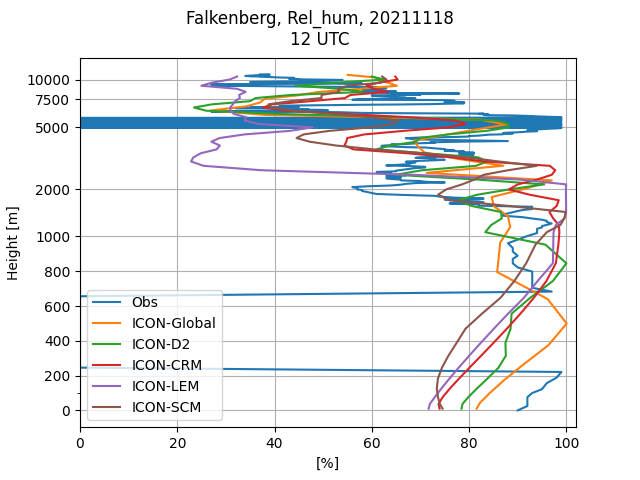 Falkenberg, Rel_hum, 20211118
12 UTC
10000
7500
5000
2000
1000
800
600
400
200
0
Height [m]
Obs
ICON-Global
ICON-D2
ICON-CRM
ICON-LEM
ICON-SCM
0 20 40 60 80 100
[%]